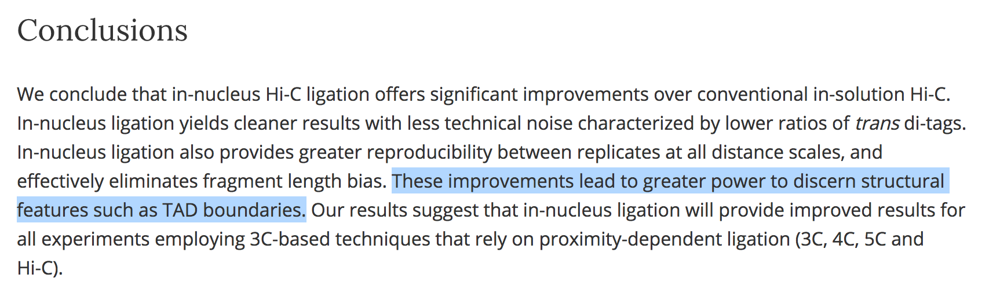 Conclusions
We conclude that in-nucleus Hi-C ligation offers significant improvements over conventional in-solution Hi-C.
In-nucleus ligation yields cleaner results with less technical noise characterized by lower ratios of trans di-tags.
In-nucleus ligation also provides greater reproducibility between replicates at all distance scales, and
effectively eliminates fragment length bias. These improvements lead to greater power to discern structural
features such as TAD boundaries. Our results suggest that in-nucleus ligation will provide improved results for
all experiments employing 3C-based techniques that rely on proximity-dependent ligation (3C, 4C, 5C and
Hi-C).